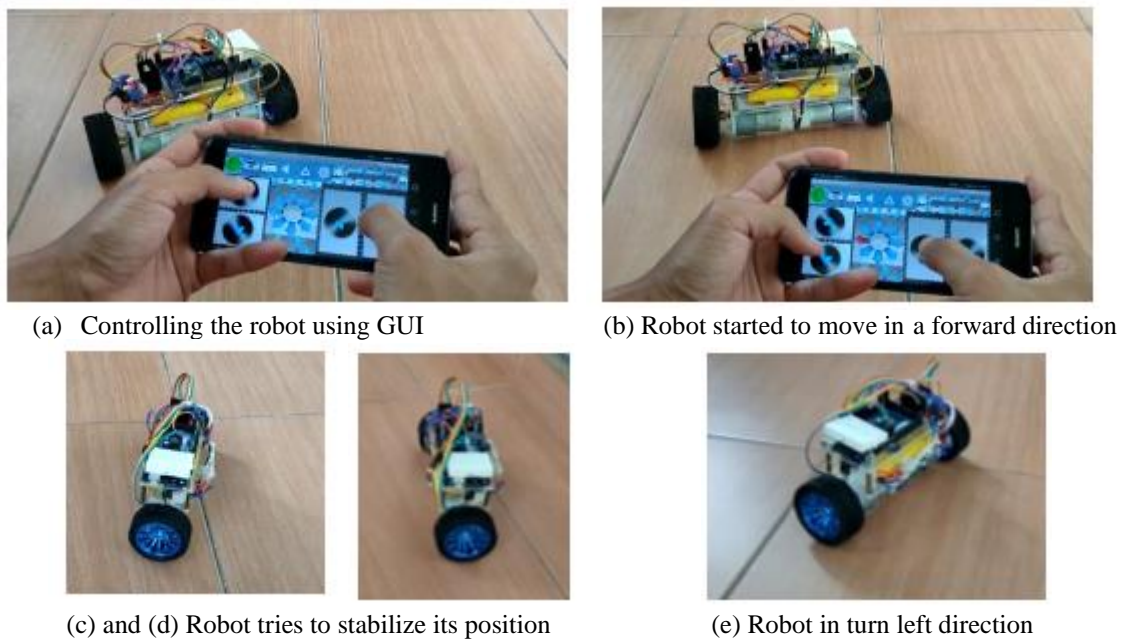 (a) Controlling the robot using GUI
(b) Robot started to move in a forward direction
(c) and (d) Robot tries to stabilize its position
(e) Robot in turn left direction